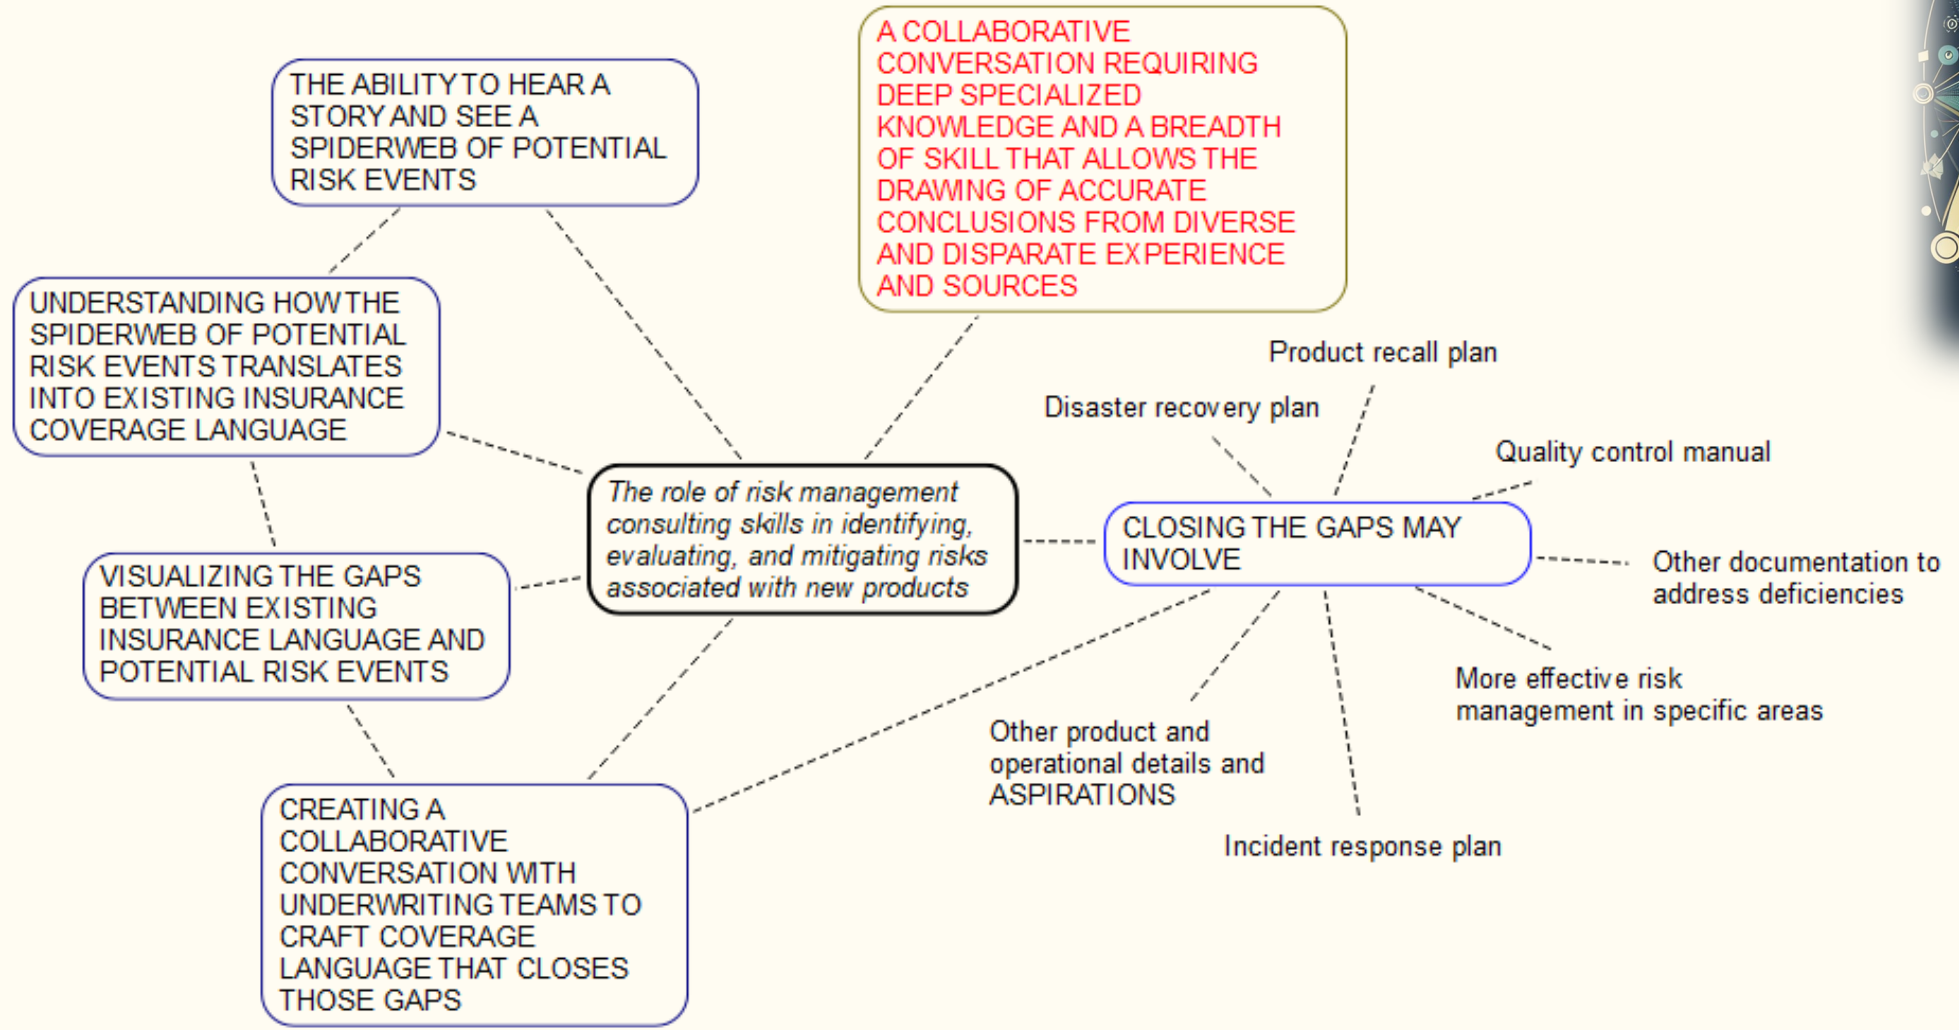 THE ABILITY TO HEAR A
STORY AND SEE A
SPIDERWEB OF POTENTIAL
RISK EVENTS
A COLLABORATIVE
CONVERSATION REQUIRING
DEEP SPECIALIZED
KNOWLEDGE AND A BREADTH
OF SKILL THAT ALLOWS THE
DRAWING OF ACCURATE
CONCLUSIONS FROM DIVERSE
AND DISPARATE EXPERIENCE
AND SOURCES
UNDERSTANDING HOW THE
SPIDERWEB OF POTENTIAL
RISK EVENTS TRANSLATES
INTO EXISTING INSURANCE
COVERAGE LANGUAGE
Product recall plan
Disaster recovery plan
Quality control manual
The role of risk management
consulting skills in identifying,
evaluating, and mitigating risks
associated with new products
CLOSING THE GAPS MAY
INVOLVE
Other documentation to
address deficiencies
VISUALIZING THE GAPS
BETWEEN EXISTING
INSURANCE LANGUAGE AND
POTENTIAL RISK EVENTS
More effective risk
management in specific areas
Other product and
operational details and
ASPIRATIONS
Incident response plan
CREATING A
COLLABORATIVE
CONVERSATION WITH
UNDERWRITING TEAMS TO
CRAFT COVERAGE
LANGUAGE THAT CLOSES
THOSE GAPS